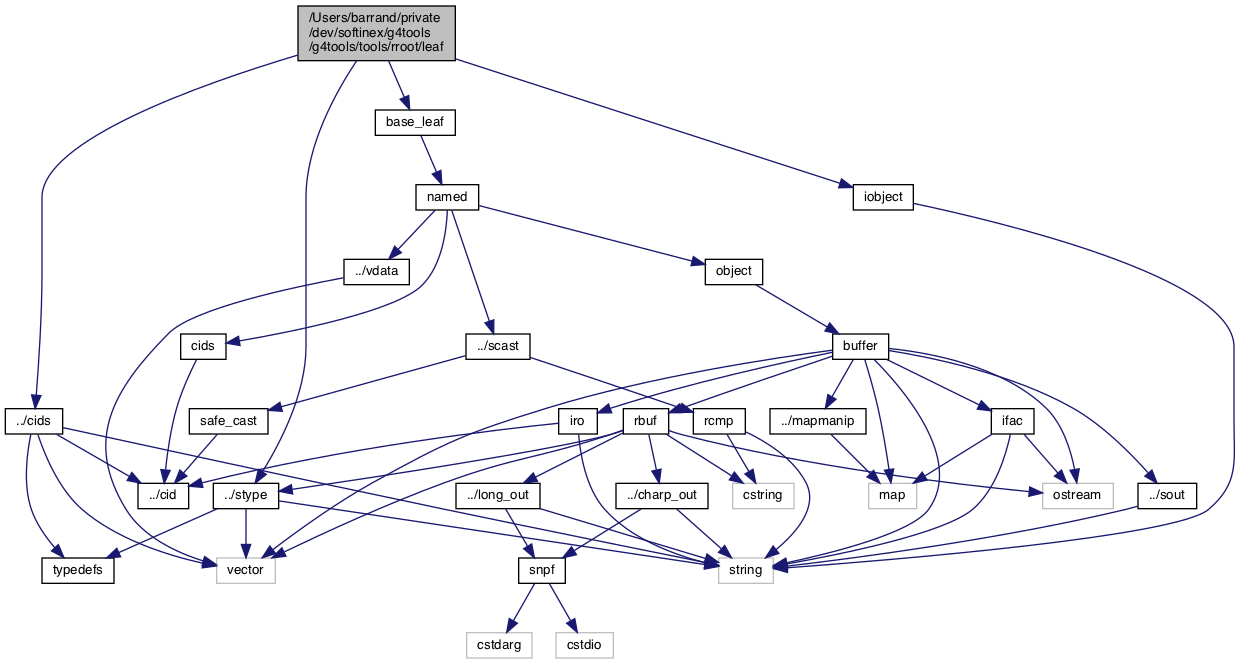 /Users/barrand/private
/dev/softinex/g4tools
/g4tools/tools/rroot/leaf
base_leaf
named
iobject
../vdata
object
cids
../scast
buffer
../cids
safe_cast
iro
rbuf
rcmp
../mapmanip
ifac
../cid
../stype
../long_out
../charp_out
cstring
map
ostream
../sout
typedefs
vector
snpf
string
cstdarg
cstdio